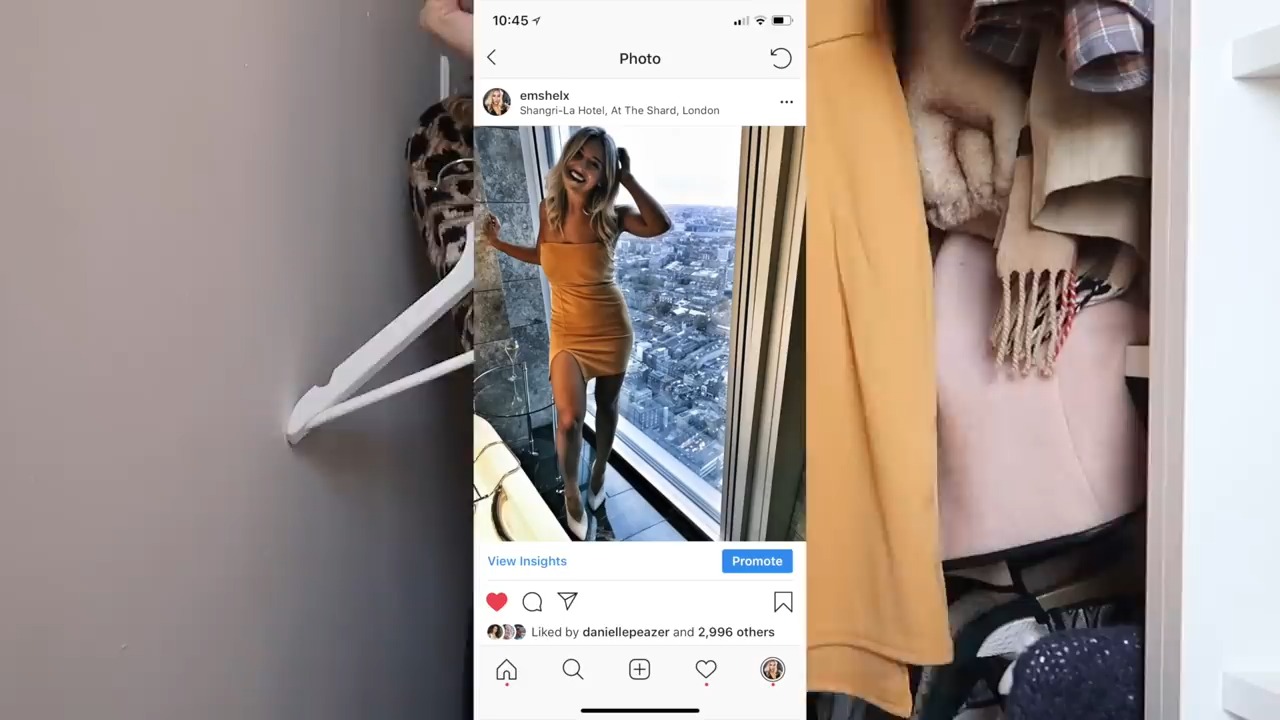 10:45
Photo
emshelx
Shangri-La Hotel, At The Shard, London
View Insights
Promote
Liked by daniellepeazer and 2,996 others